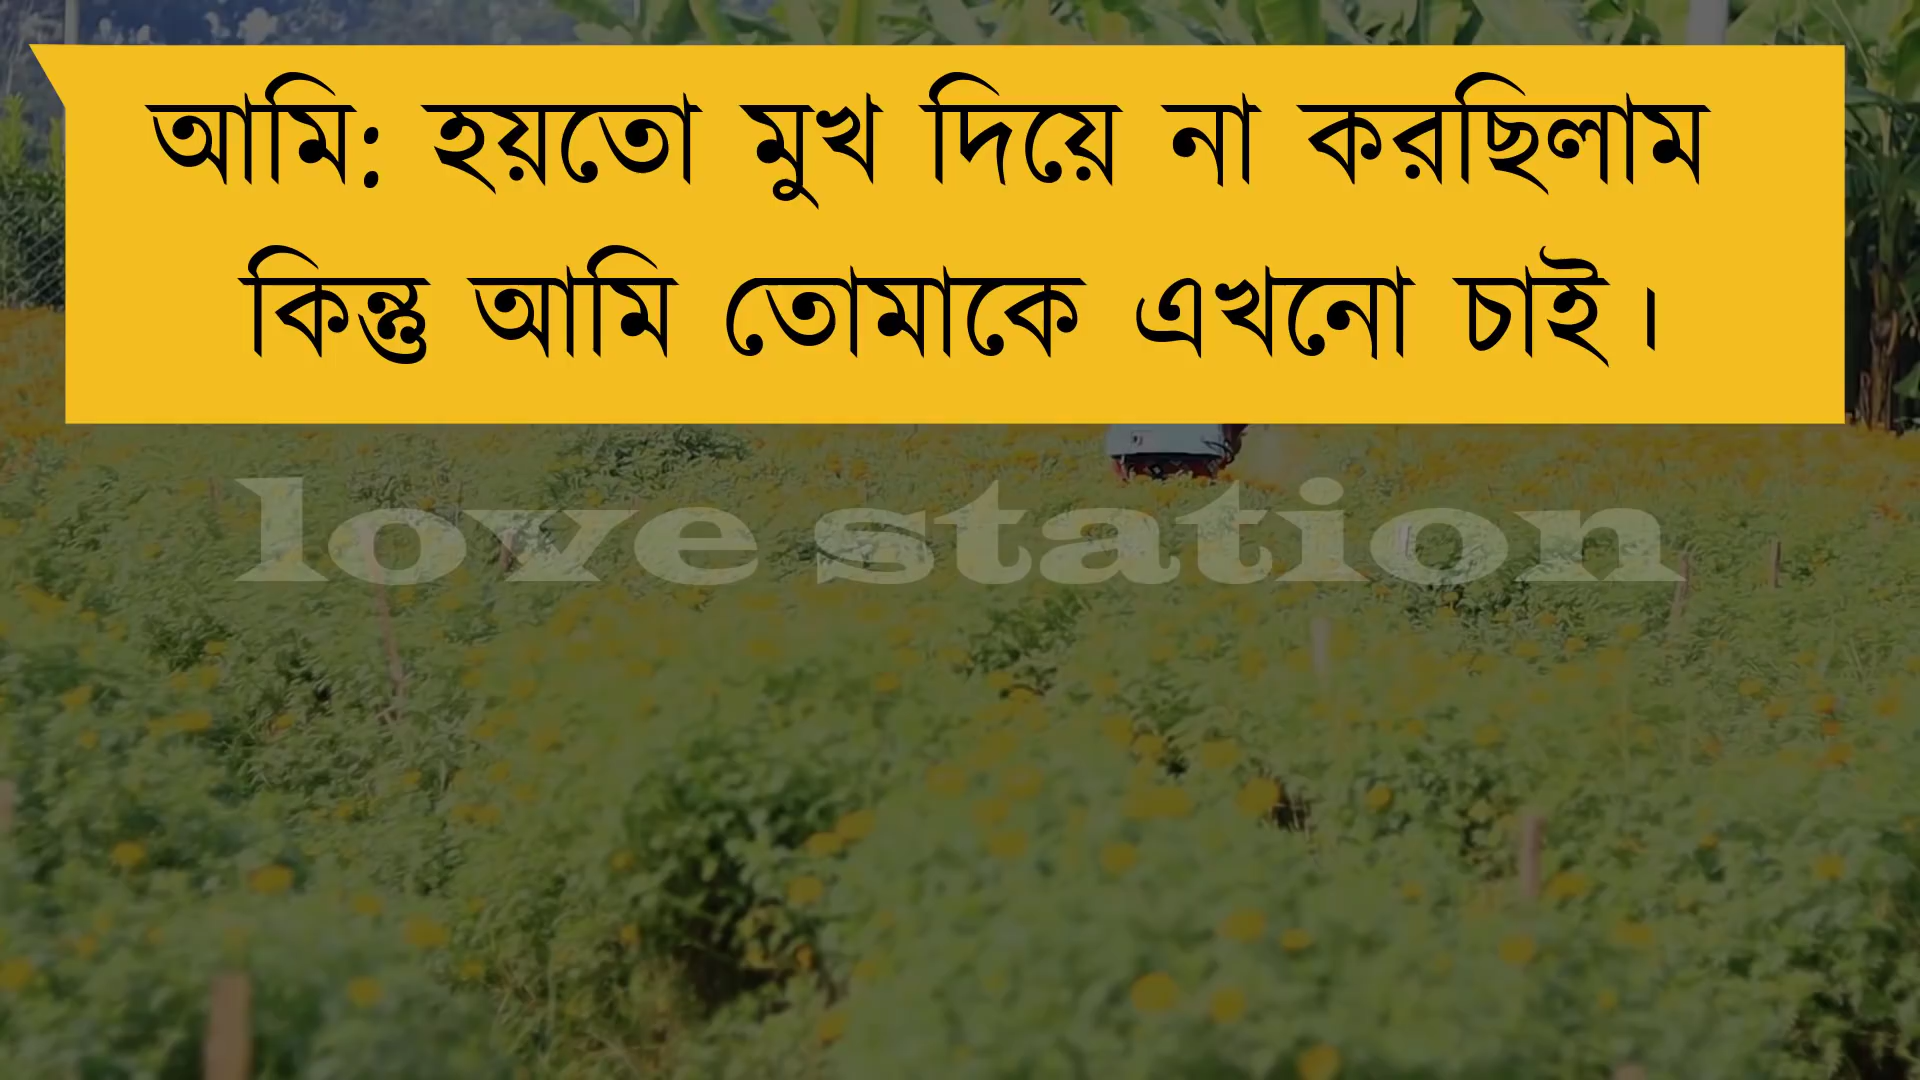 আমি: হয়তো মুখ দিয়ে না করছিলাম
কিন্তু আমি তোমাকে এখনো চাই।
love station